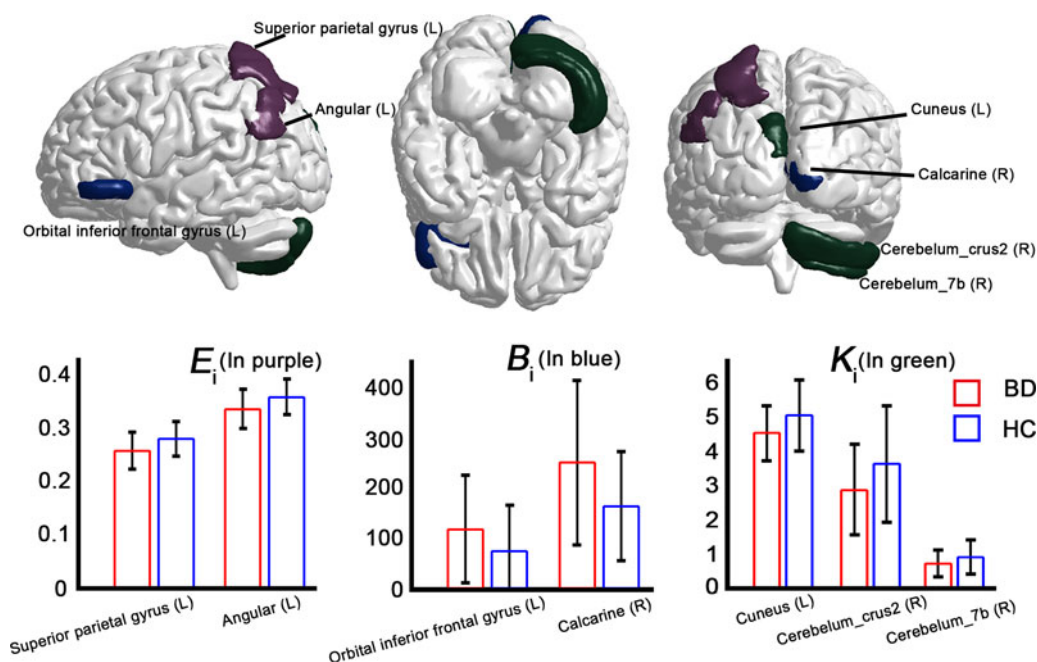 Superior parietal gyrus (L)
Angular (L)
Orbital inferior frontal gyrus (L)
Cuneus (L)
Calcarine (R)
Cerebelum_crus2 (R)
Cerebelum_7b (R)
Ei (In purple)
0.4
0.3
0.2
0.1
0
Superior parietal gyrus (L)
Angular (L)
Bi (In blue)
400
300
200
100
0
Orbital inferior frontal gyrus (L)
Calcarine (R)
Ki (In green)
6
5
4
3
2
1
0
BD
HC
Cuneus (L)
Cerebelum_crus2 (R)
Cerebelum_7b (R)